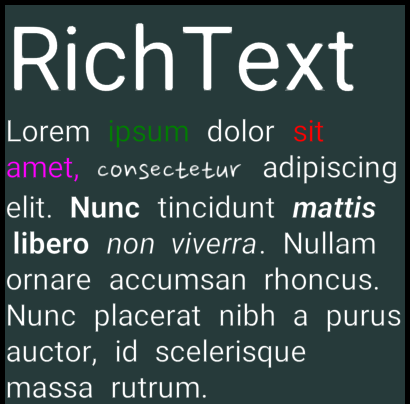 RichText
Lorem ipsum dolor sit
amet, consectetur adipiscing
elit. Nunc tincidunt mattis
libero non viverra. Nullam
ornare accumsan rhoncus.
Nunc placerat nibh a purus
auctor, id scelerisque
massa rutrum.